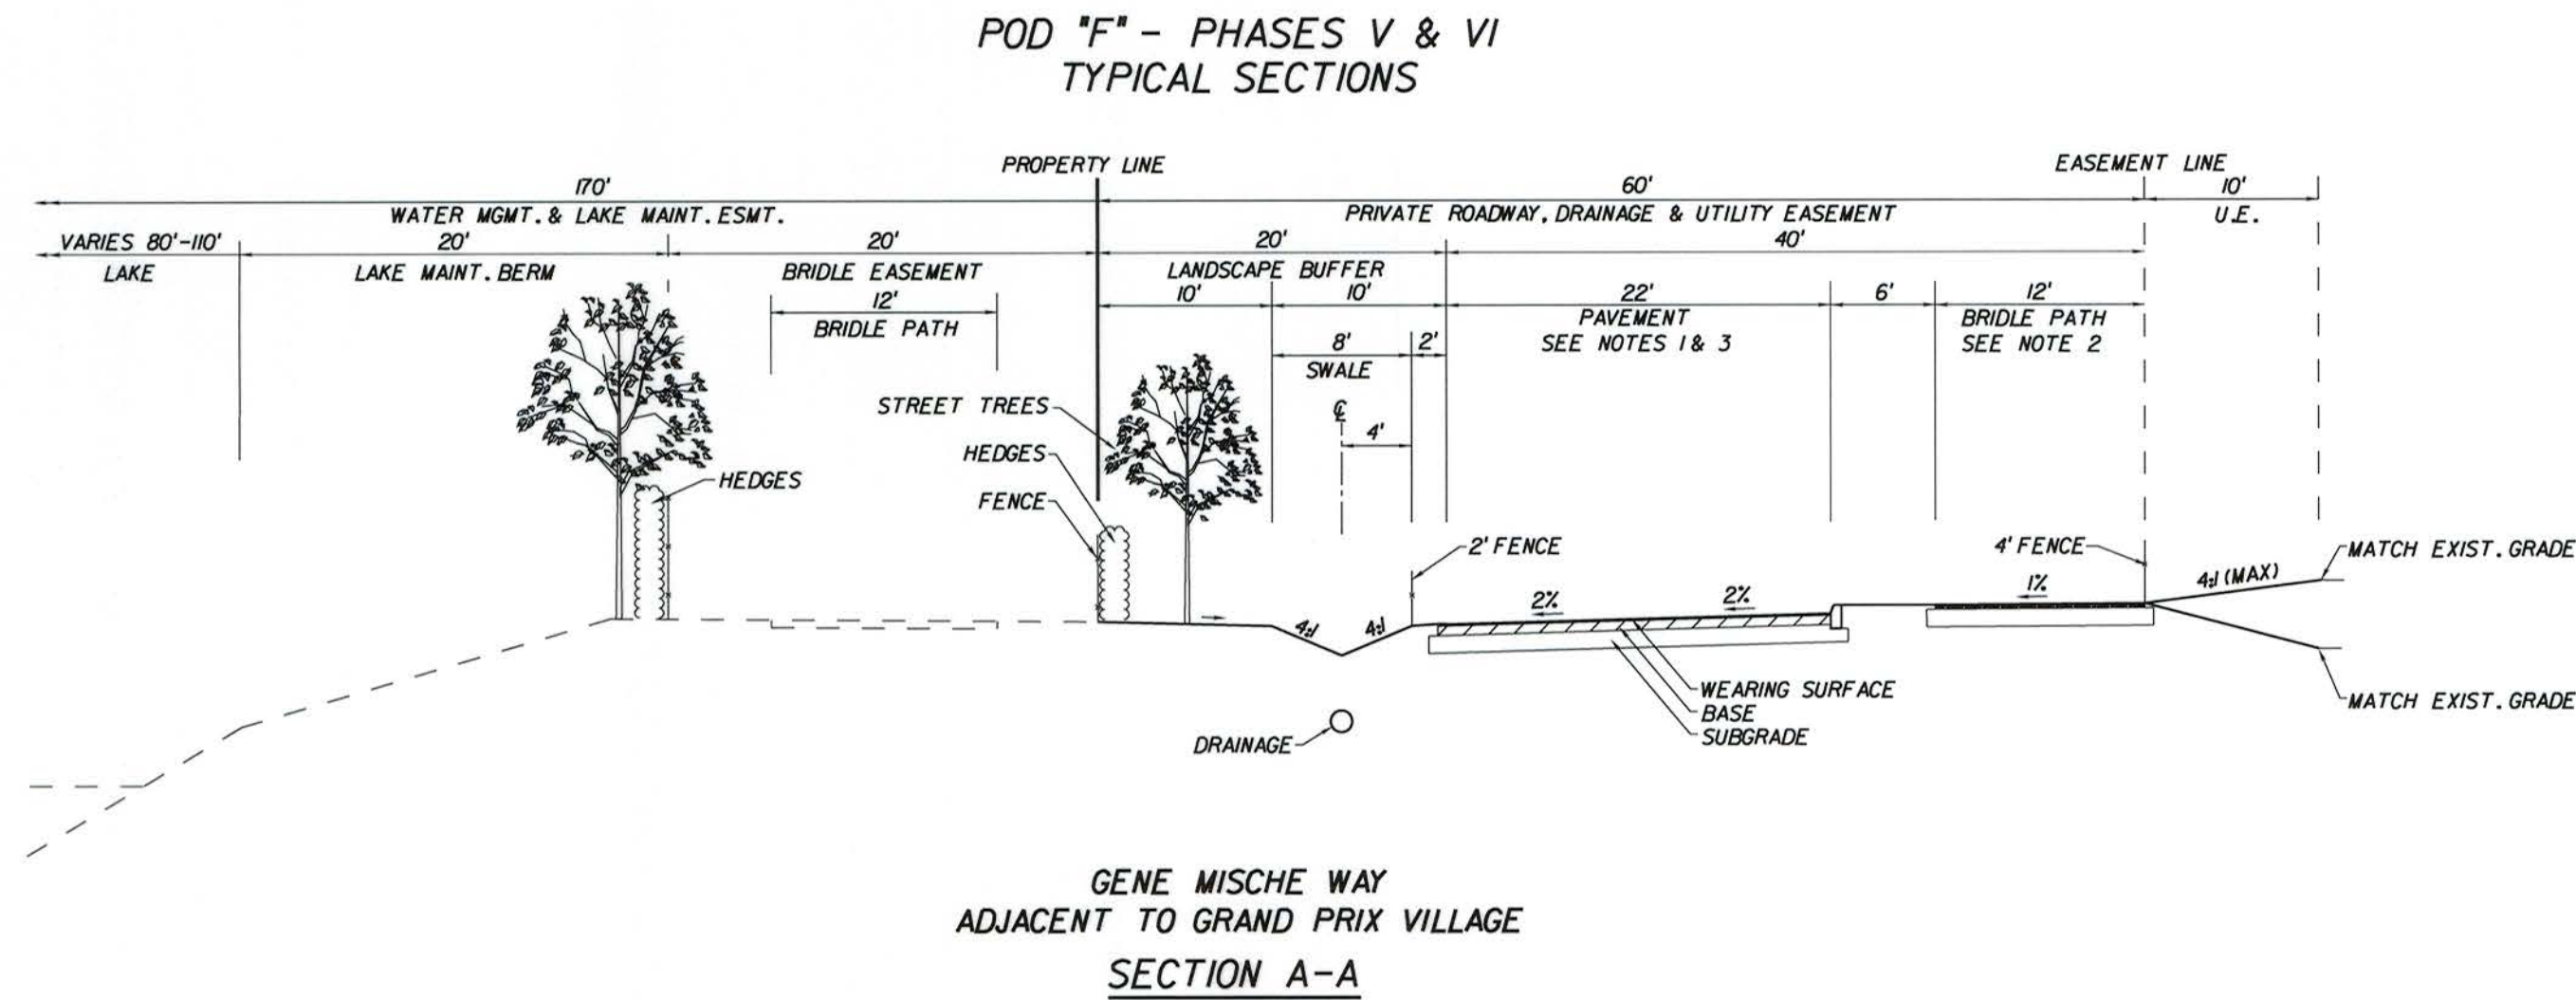 POD "F" - PHASES V & VI
TYPICAL SECTIONS
PROPERTY LINE
EASEMENT LINE
170'
60'
10'
WATER MGMT. & LAKE MAINT. ESMT.
PRIVATE ROADWAY, DRAINAGE & UTILITY EASEMENT
U.E.
VARIES 80'-110'
20'
20'
20'
40'
LAKE
LAKE MAINT. BERM
BRIDLE EASEMENT
LANDSCAPE BUFFER
12'
10'
10'
22'
6'
12'
BRIDLE PATH
PAVEMENT
SEE NOTES 1 & 3
BRIDLE PATH
SEE NOTE 2
8'
2'
SWALE
STREET TREES
℄
4'
HEDGES
HEDGES
FENCE
2' FENCE
4' FENCE
MATCH EXIST. GRADE
4:1
4:1
2%
2%
1%
4:1 (MAX)
WEARING SURFACE
BASE
SUBGRADE
MATCH EXIST. GRADE
DRAINAGE
GENE MISCHE WAY
ADJACENT TO GRAND PRIX VILLAGE
SECTION A-A